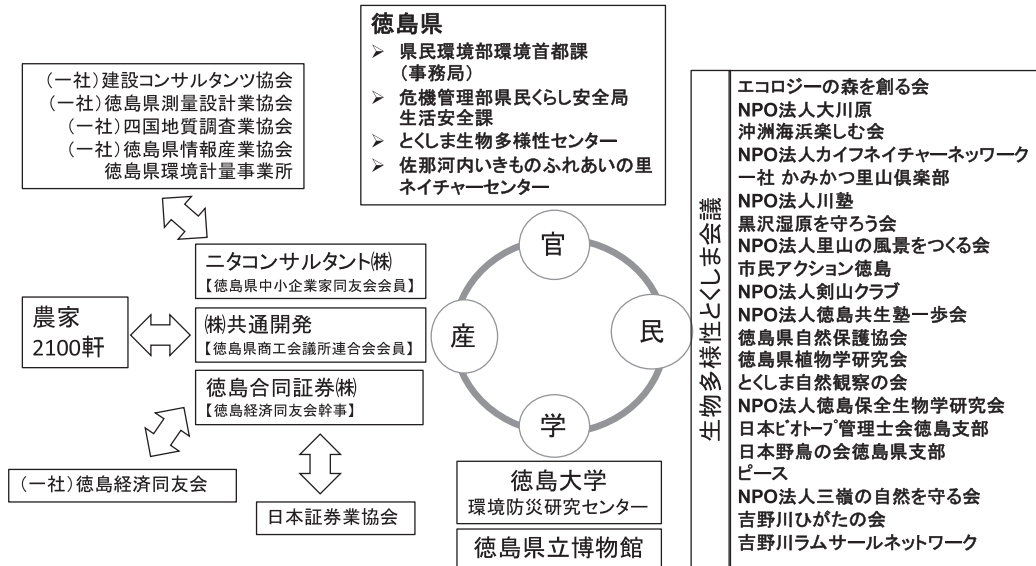 徳島県
➢ 県民環境部環境首都課
(事務局)
➢ 危機管理部県民くらし安全局
生活安全課
➢ とくしま生物多様性センター
➢ 佐那河内いきものふれあいの里
ネイチャーセンター
(一社)建設コンサルタンツ協会
(一社)徳島県測量設計業協会
(一社)四国地質調査業協会
(一社)徳島県情報産業協会
徳島県環境計量事業所
ニタコンサルタント㈱
【徳島県中小企業家同友会会員】
農家
2100軒
㈱共通開発
【徳島県商工会議所連合会会員】
徳島合同証券㈱
【徳島経済同友会幹事】
(一社)徳島経済同友会
日本証券業協会
官
産
民
学
徳島大学
環境防災研究センター
徳島県立博物館
生物多様性とくしま会議
エコロジーの森を創る会
NPO法人大川原
沖洲海浜楽しむ会
NPO法人カイフネイチャーネッワーク
一社 かみかつ里山倶楽部
NPO法人川塾
黒沢湿原を守ろう会
NPO法人里山の風景をつくる会
市民アクション徳島
NPO法人剣山クラブ
NPO法人徳島共生塾一歩会
徳島県自然保護協会
徳島県植物学研究会
とくしま自然観察の会
NPO法人徳島保全生物学研究会
日本ﾋﾞｵﾄｰﾌﾟ管理士会徳島支部
日本野鳥の会徳島県支部
ピース
NPO法人三嶺の自然を守る会
吉野川ひがたの会
吉野川ラムサールネットワーク